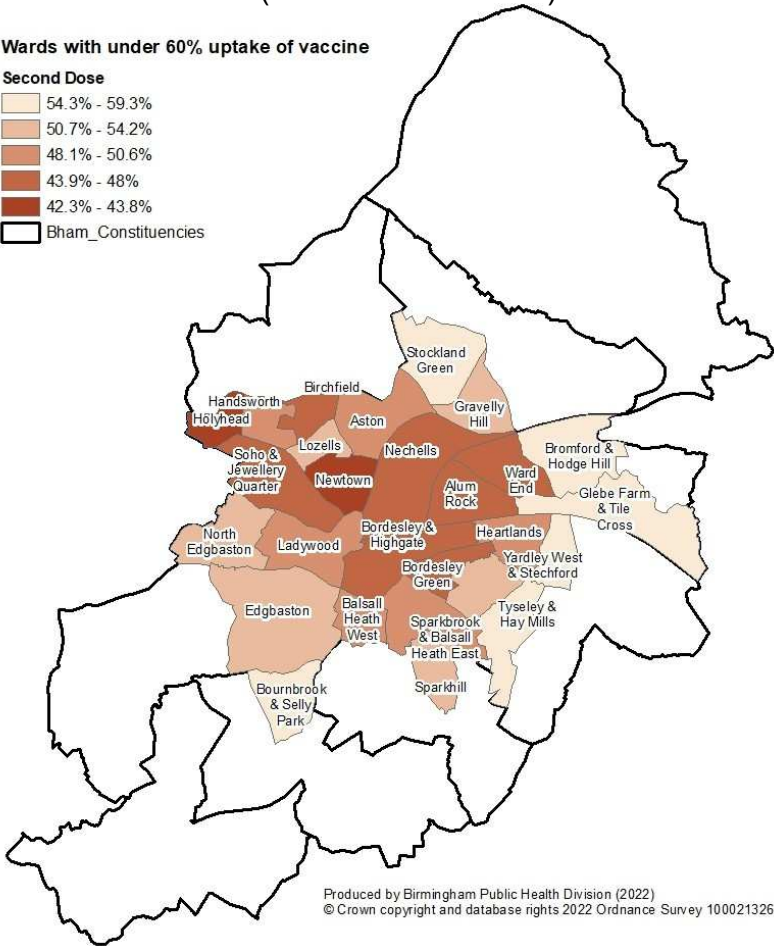 Wards with under 60% uptake of vaccine
Second Dose
54.3% - 59.3%
50.7% - 54.2%
48.1% - 50.6%
43.9% - 48%
42.3% - 43.8%
Bham_Constituencies
Stockland
Green
Birchfield
Handsworth
Holyhead
Gravelly
Hill
Aston
Lozells
Nechells
Bromford &
Hodge Hill
Soho &
Jewellery
Quarter
Newtown
Ward
End
Alum
Rock
Glebe Farm
& Tile
Cross
North
Edgbaston
Ladywood
Bordesley &
Highgate
Heartlands
Yardley West
& Stechford
Bordesley
Green
Edgbaston
Balsall
Heath
West
Sparkbrook
& Balsall
Heath East
Tyseley &
Hay Mills
Sparkhill
Bournbrook
& Selly
Park
Produced by Birmingham Public Health Division (2022)
© Crown copyright and database rights 2022 Ordnance Survey 100021326